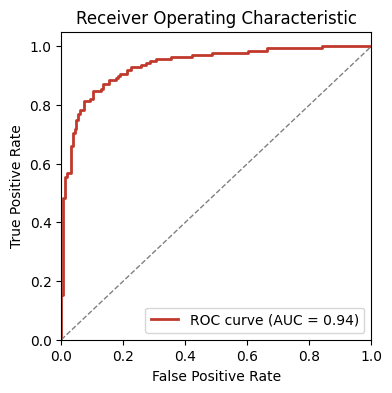 Receiver Operating Characteristic
True Positive Rate
1.0
0.8
0.6
0.4
0.2
0.0
ROC curve (AUC = 0.94)
0.0 0.2 0.4 0.6 0.8 1.0
False Positive Rate